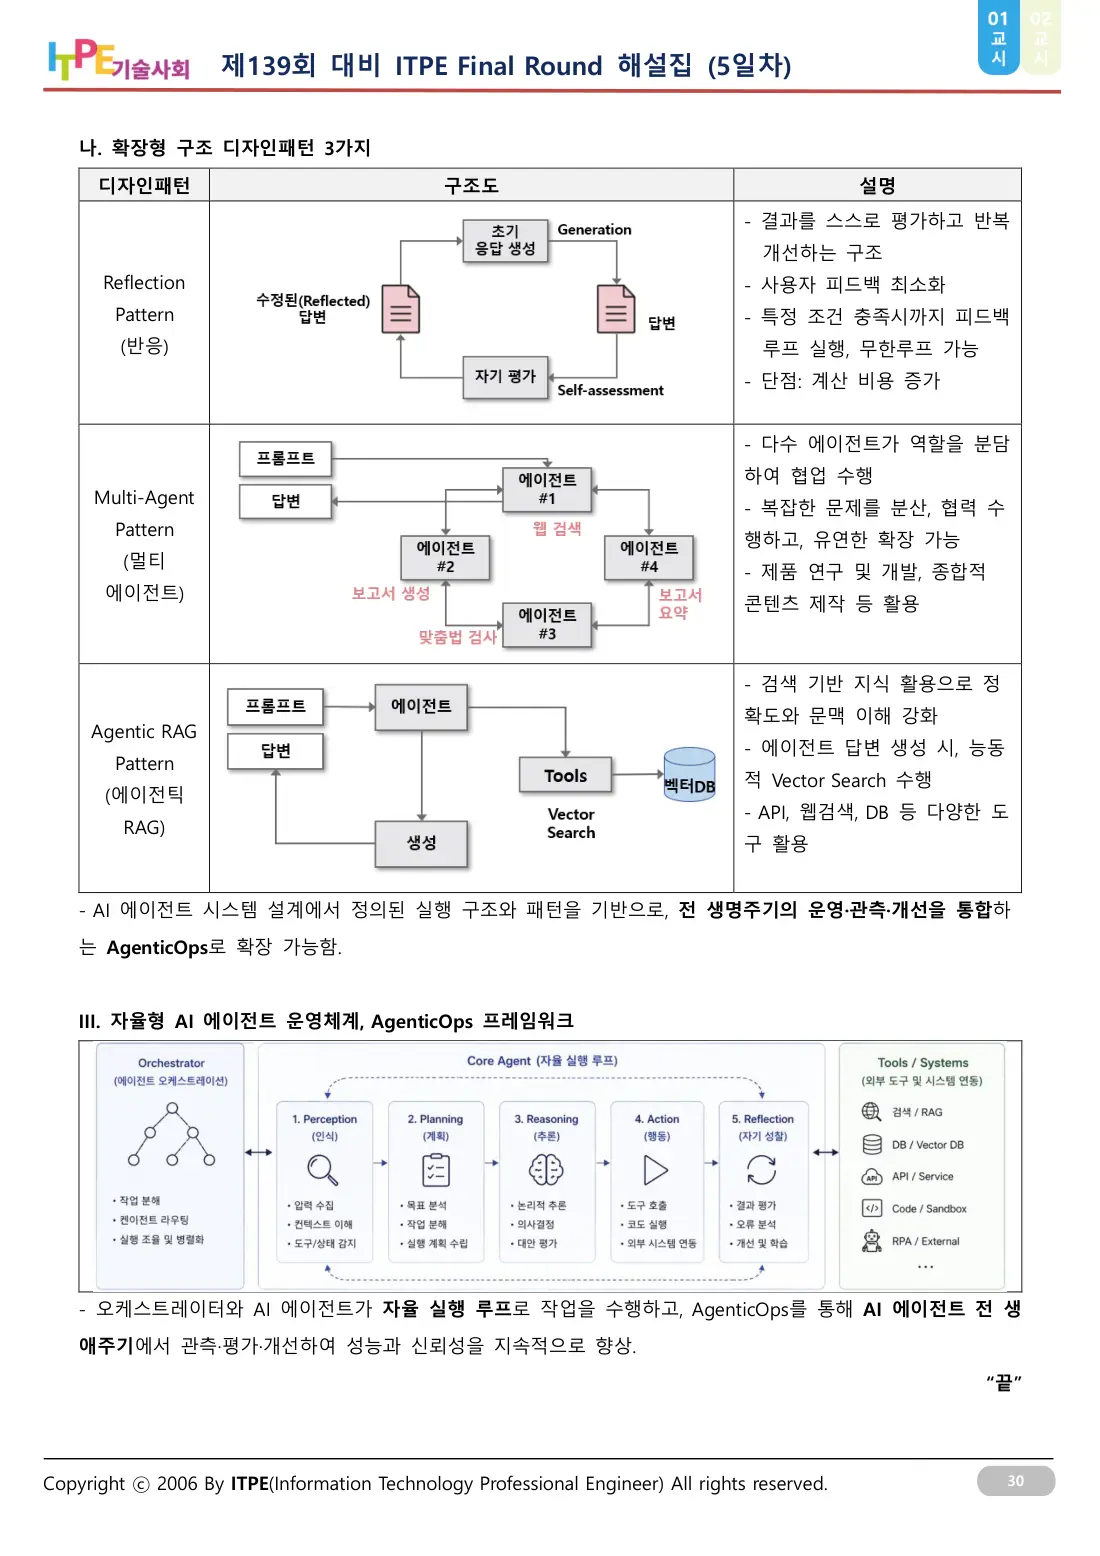 01
교
시
02
교
시
ITPE기술사회
제139회 대비 ITPE Final Round 해설집 (5일차)
나. 확장형 구조 디자인패턴 3가지
디자인패턴
구조도
설명
Reflection
Pattern
(반응)
초기
응답 생성
Generation
수정된(Reflected)
답변
답변
자기 평가
Self-assessment
- 결과를 스스로 평가하고 반복
개선하는 구조
- 사용자 피드백 최소화
- 특정 조건 충족시까지 피드백
루프 실행, 무한루프 가능
- 단점: 계산 비용 증가
Multi-Agent
Pattern
(멀티
에이전트)
프롬프트
답변
에이전트
#1
웹 검색
에이전트
#2
보고서 생성
에이전트
#4
보고서
요약
에이전트
#3
맞춤법 검사
- 다수 에이전트가 역할을 분담
하여 협업 수행
- 복잡한 문제를 분산, 협력 수
행하고, 유연한 확장 가능
- 제품 연구 및 개발, 종합적
콘텐츠 제작 등 활용
Agentic RAG
Pattern
(에이전틱
RAG)
프롬프트
에이전트
답변
Tools
벡터DB
Vector
Search
생성
- 검색 기반 지식 활용으로 정
확도와 문맥 이해 강화
- 에이전트 답변 생성 시, 능동
적 Vector Search 수행
- API, 웹검색, DB 등 다양한 도
구 활용
- AI 에이전트 시스템 설계에서 정의된 실행 구조와 패턴을 기반으로, 전 생명주기의 운영·관측·개선을 통합하
는 AgenticOps로 확장 가능함.
III. 자율형 AI 에이전트 운영체계, AgenticOps 프레임워크
Orchestrator
(에이전트 오케스트레이션)
• 작업 분해
• 켄이전트 라우팅
• 실행 조율 및 병렬화
Core Agent (자율 실행 루프)
1. Perception
(인식)
• 압력 수집
• 컨텍스트 이해
• 도구/상태 감지
2. Planning
(계획)
• 목표 분석
• 작업 분해
• 실행 계획 수립
3. Reasoning
(추론)
• 논리적 추론
• 의사결정
• 대안 평가
4. Action
(행동)
• 도구 호출
• 코도 실행
• 외부 시스템 연동
5. Reflection
(자기 성찰)
• 결과 평가
• 오류 분석
• 개선 및 학습
Tools / Systems
(외부 도구 및 시스템 연동)
검색 / RAG
DB / Vector DB
API
API / Service
</>
Code / Sandbox
RPA / External
...
- 오케스트레이터와 AI 에이전트가 자율 실행 루프로 작업을 수행하고, AgenticOps를 통해 AI 에이전트 전 생
애주기에서 관측·평가·개선하여 성능과 신뢰성을 지속적으로 향상.
“끝”
Copyright ⓒ 2006 By ITPE(Information Technology Professional Engineer) All rights reserved.
30